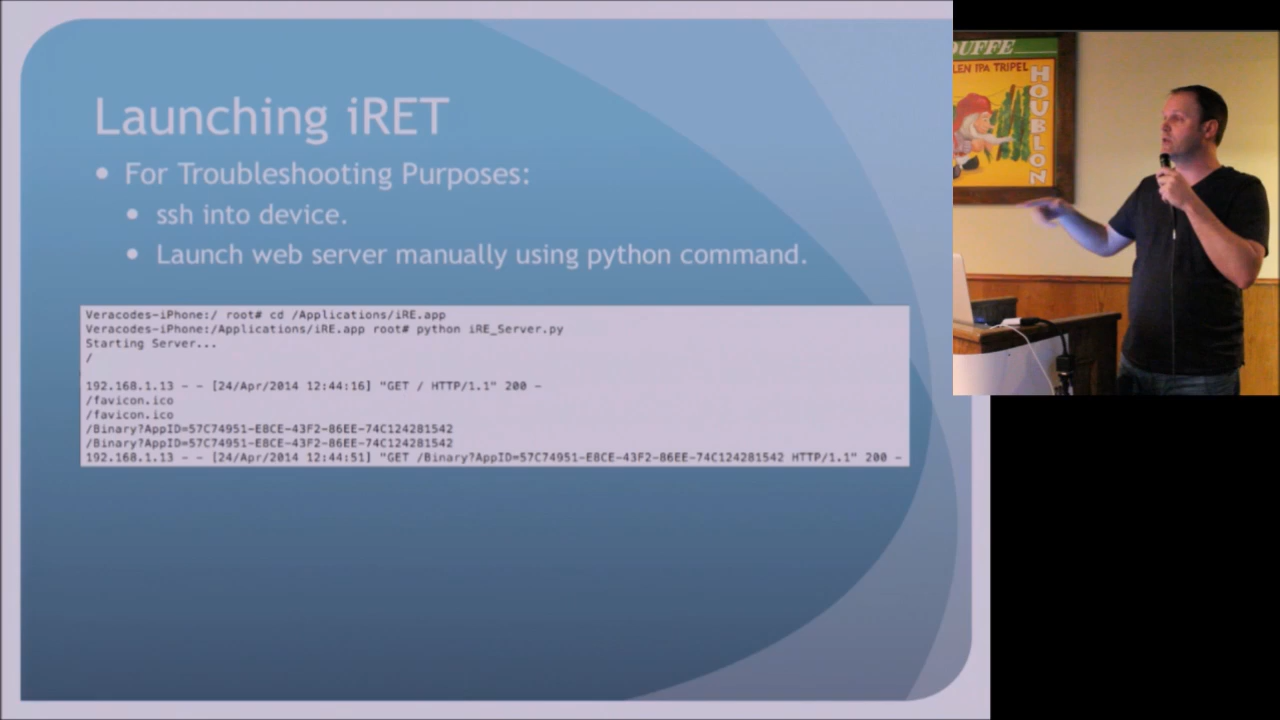 Launching iRET
• For Troubleshooting Purposes:
• ssh into device.
• Launch web server manually using python command.
Veracodes-iPhone:/ root# cd /Applications/iRE.app
Veracodes-iPhone:/Applications/iRE.app root# python iRE_Server.py
Starting Server...
/
192.168.1.13 - - [24/Apr/2014 12:44:16] "GET / HTTP/1.1" 200 -
/favicon.ico
/favicon.ico
/Binary?AppID=57C74951-E8CE-43F2-86EE-74C124281542
/Binary?AppID=57C74951-E8CE-43F2-86EE-74C124281542
192.168.1.13 - - [24/Apr/2014 12:44:51] "GET /Binary?AppID=57C74951-E8CE-43F2-86EE-74C124281542 HTTP/1.1" 200 -
OUFFE
LEN IPA TRIPEL
HOUBLON